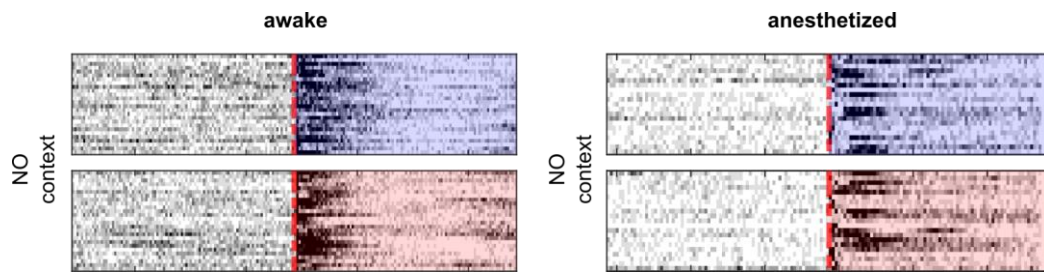 awake
anesthetized
NO
context
NO
context